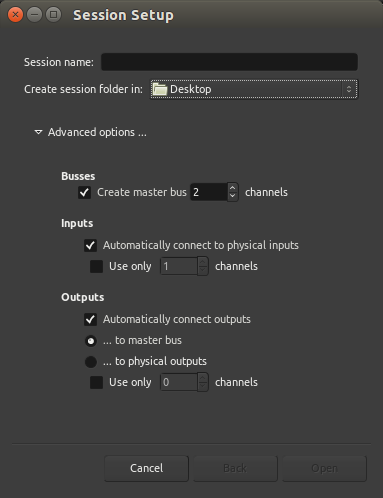 Session Setup
Session name:
Create session folder in: Desktop
Advanced options ...
Busses
Create master bus 2 channels
Inputs
Automatically connect to physical inputs
Use only 1 channels
Outputs
Automatically connect outputs
... to master bus
... to physical outputs
Use only 0 channels
Cancel Back Open